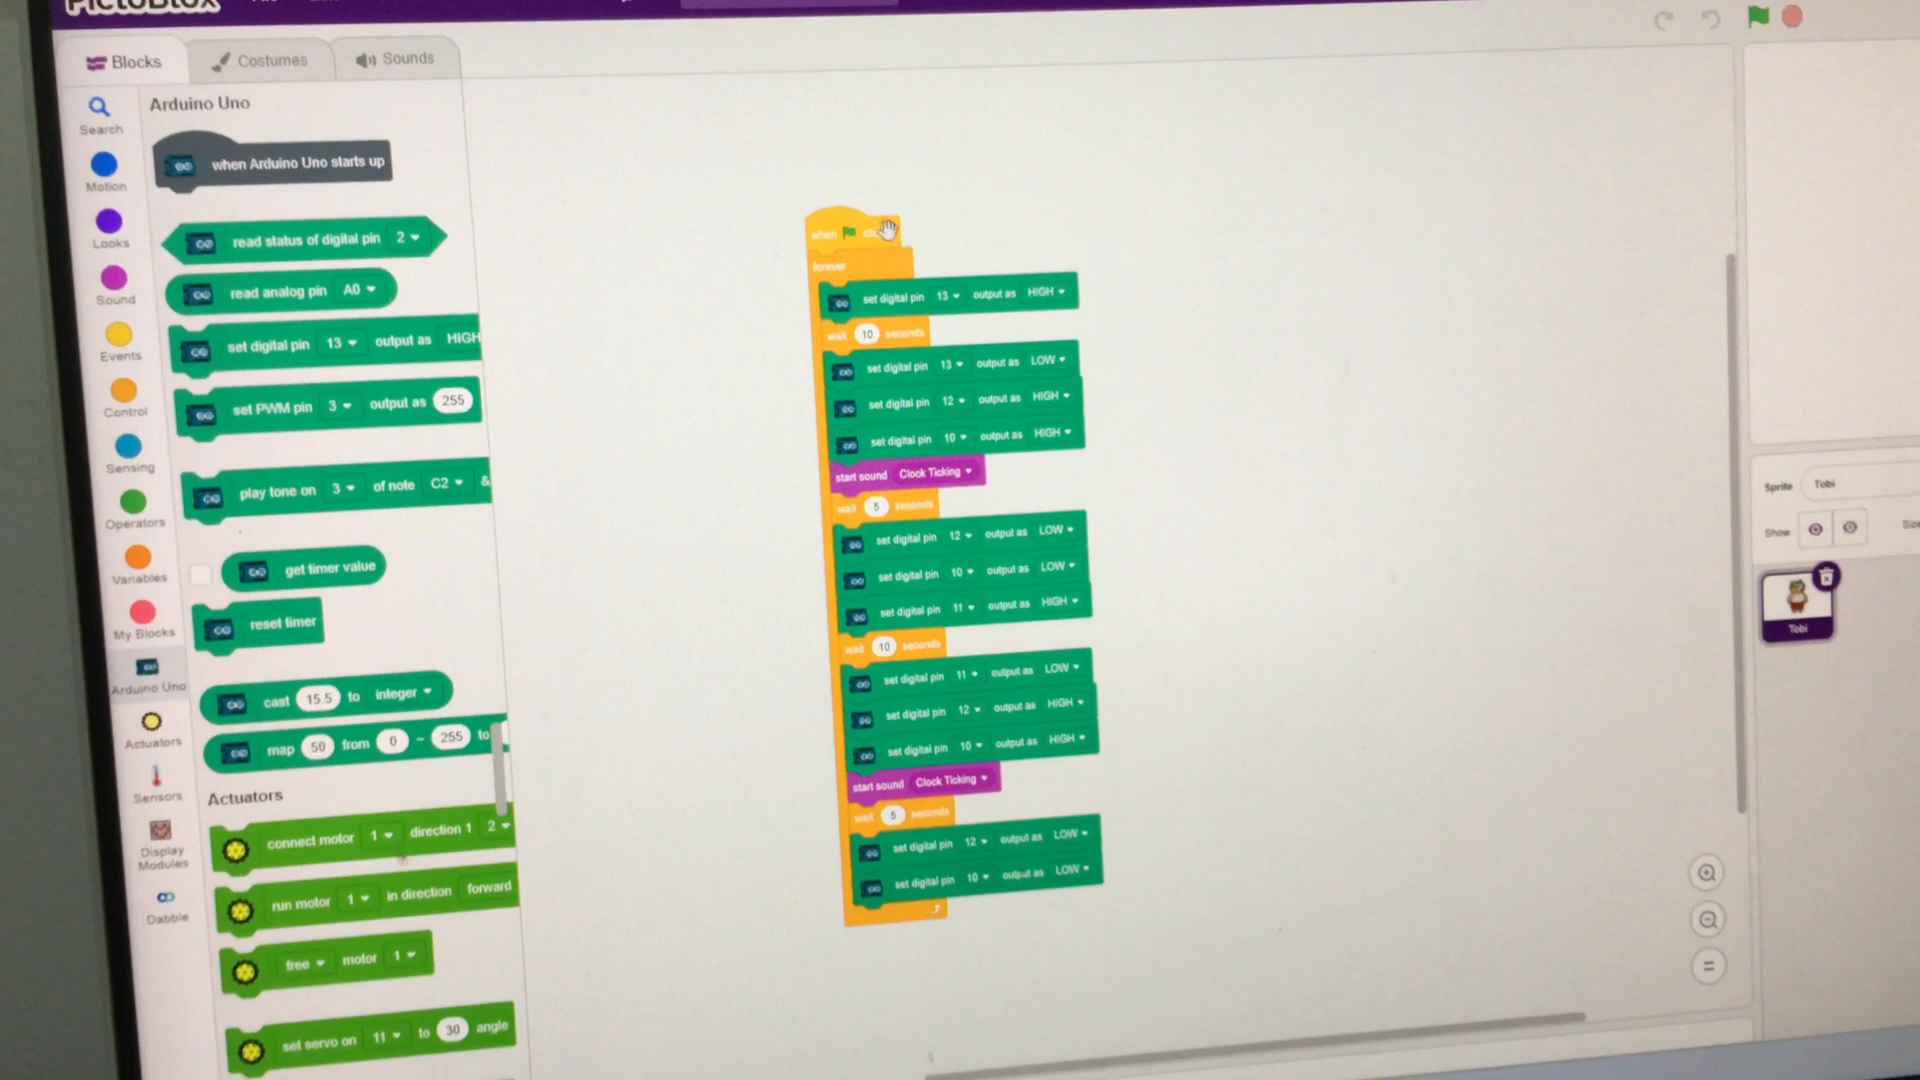 PictoBlox
Blocks
Costumes
Sounds
Arduino Uno
Search
Motion
Looks
Sound
Events
Control
Sensing
Operators
Variables
My Blocks
Arduino Uno
Actuators
Sensors
Display
Modules
Dabble
when Arduino Uno starts up
read status of digital pin 2
read analog pin A0
set digital pin 13 output as HIGH
set PWM pin 3 output as 255
play tone on 3 of note C2 &
get timer value
reset timer
cast 15.5 to integer
map 50 from 0 ~ 255 to
Actuators
connect motor 1 direction 1 2
run motor 1 in direction forward
free motor 1
set servo on 11 to 30 angle
when
forever
set digital pin 13 output as HIGH
wait 10 seconds
set digital pin 13 output as LOW
set digital pin 12 output as HIGH
set digital pin 10 output as HIGH
start sound Clock Ticking
wait 5 seconds
set digital pin 12 output as LOW
set digital pin 10 output as LOW
set digital pin 11 output as HIGH
wait 10 seconds
set digital pin 11 output as LOW
set digital pin 12 output as HIGH
set digital pin 10 output as HIGH
start sound Clock Ticking
wait 5 seconds
set digital pin 12 output as LOW
set digital pin 10 output as LOW
Sprite Tobi
Show
Tobi